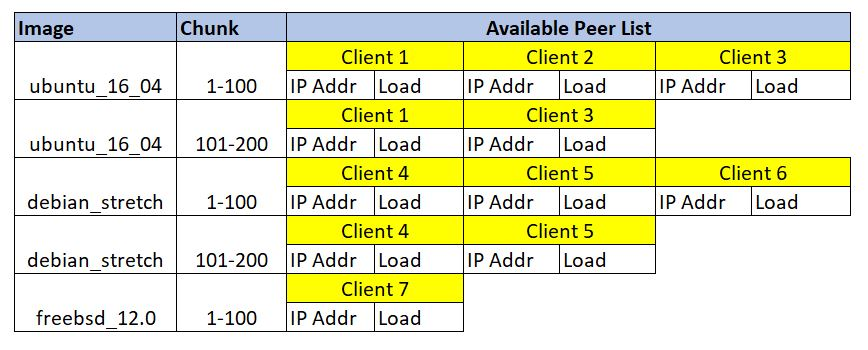 Image Chunk Available Peer List
Client 1 Client 2 Client 3
ubuntu_16_04 1-100 IP Addr Load IP Addr Load IP Addr Load
Client 1 Client 3
ubuntu_16_04 101-200 IP Addr Load IP Addr Load
Client 4 Client 5 Client 6
debian_stretch 1-100 IP Addr Load IP Addr Load IP Addr Load
Client 4 Client 5
debian_stretch 101-200 IP Addr Load IP Addr Load
Client 7
freebsd_12.0 1-100 IP Addr Load